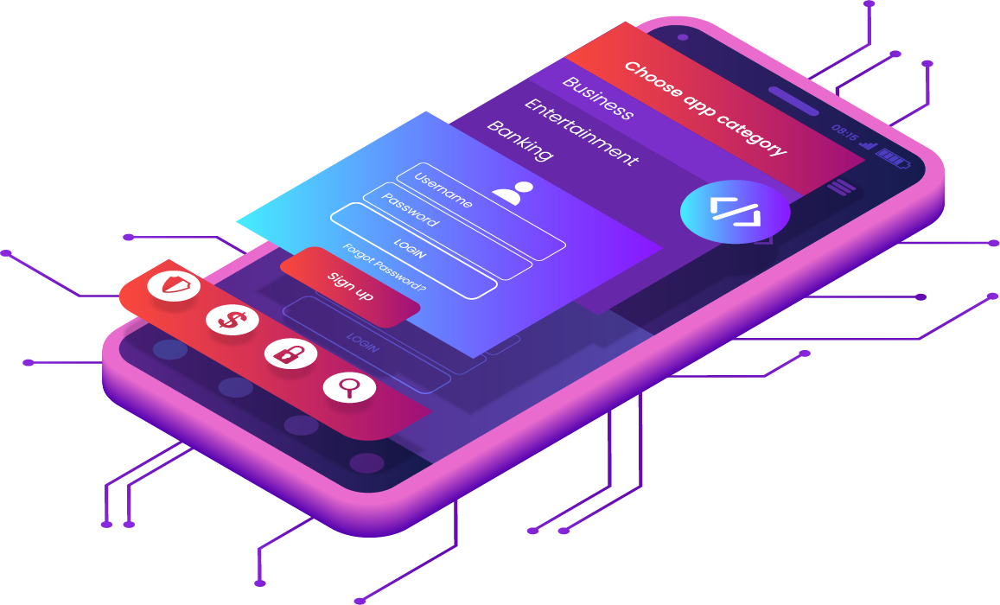 08:15
Choose app category
Business
Entertainment
Banking
</>
Username
Password
LOGIN
Forgot Password?
Sign up
$
LOGIN